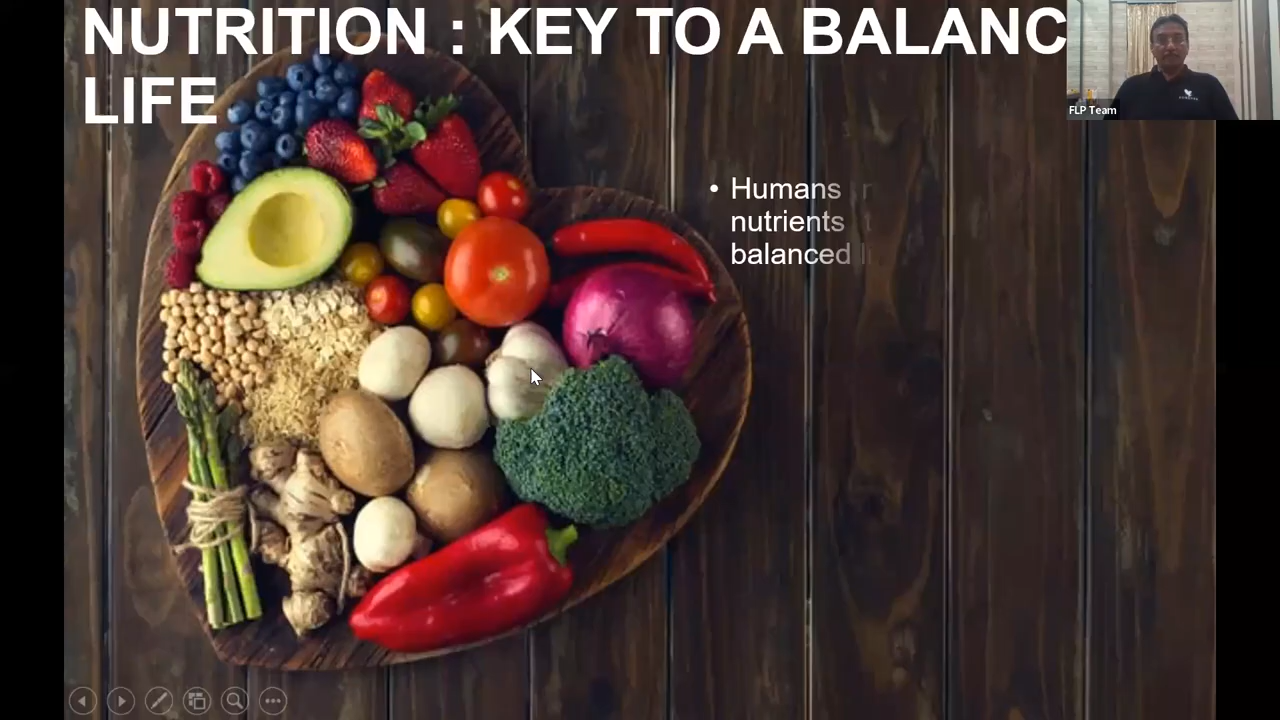 NUTRITION : KEY TO A BALANC
LIFE
FLP Team
• Humans
nutrients
balanced